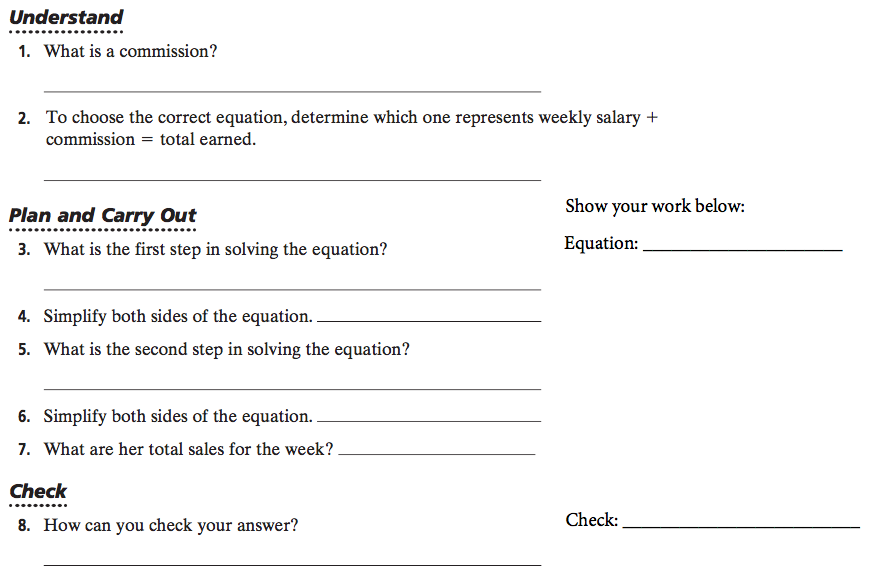 Understand
1. What is a commission?
2. To choose the correct equation, determine which one represents weekly salary +
commission = total earned.
Plan and Carry Out
Show your work below:
3. What is the first step in solving the equation?
Equation:
4. Simplify both sides of the equation.
5. What is the second step in solving the equation?
6. Simplify both sides of the equation.
7. What are her total sales for the week?
Check
8. How can you check your answer?
Check: